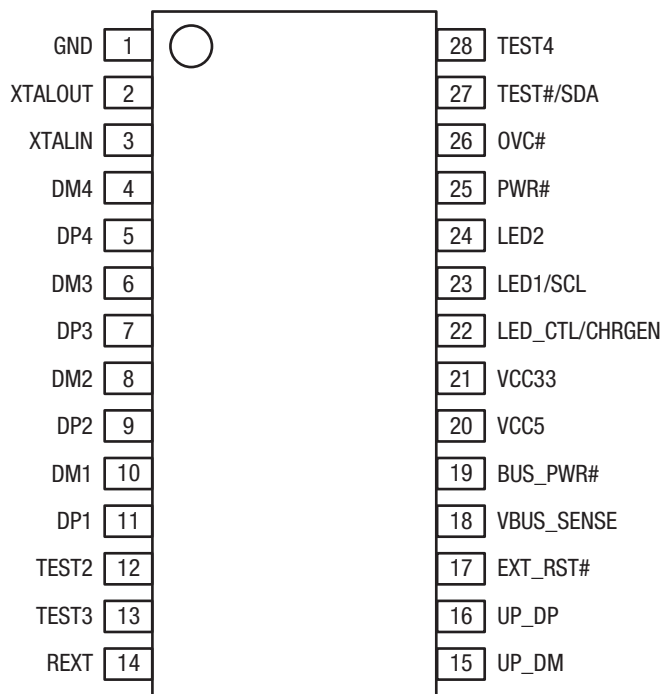 GND 1 28 TEST4
XTALOUT 2 27 TEST#/SDA
XTALIN 3 26 OVC#
DM4 4 25 PWR#
DP4 5 24 LED2
DM3 6 23 LED1/SCL
DP3 7 22 LED_CTL/CHRGEN
DM2 8 21 VCC33
DP2 9 20 VCC5
DM1 10 19 BUS_PWR#
DP1 11 18 VBUS_SENSE
TEST2 12 17 EXT_RST#
TEST3 13 16 UP_DP
REXT 14 15 UP_DM